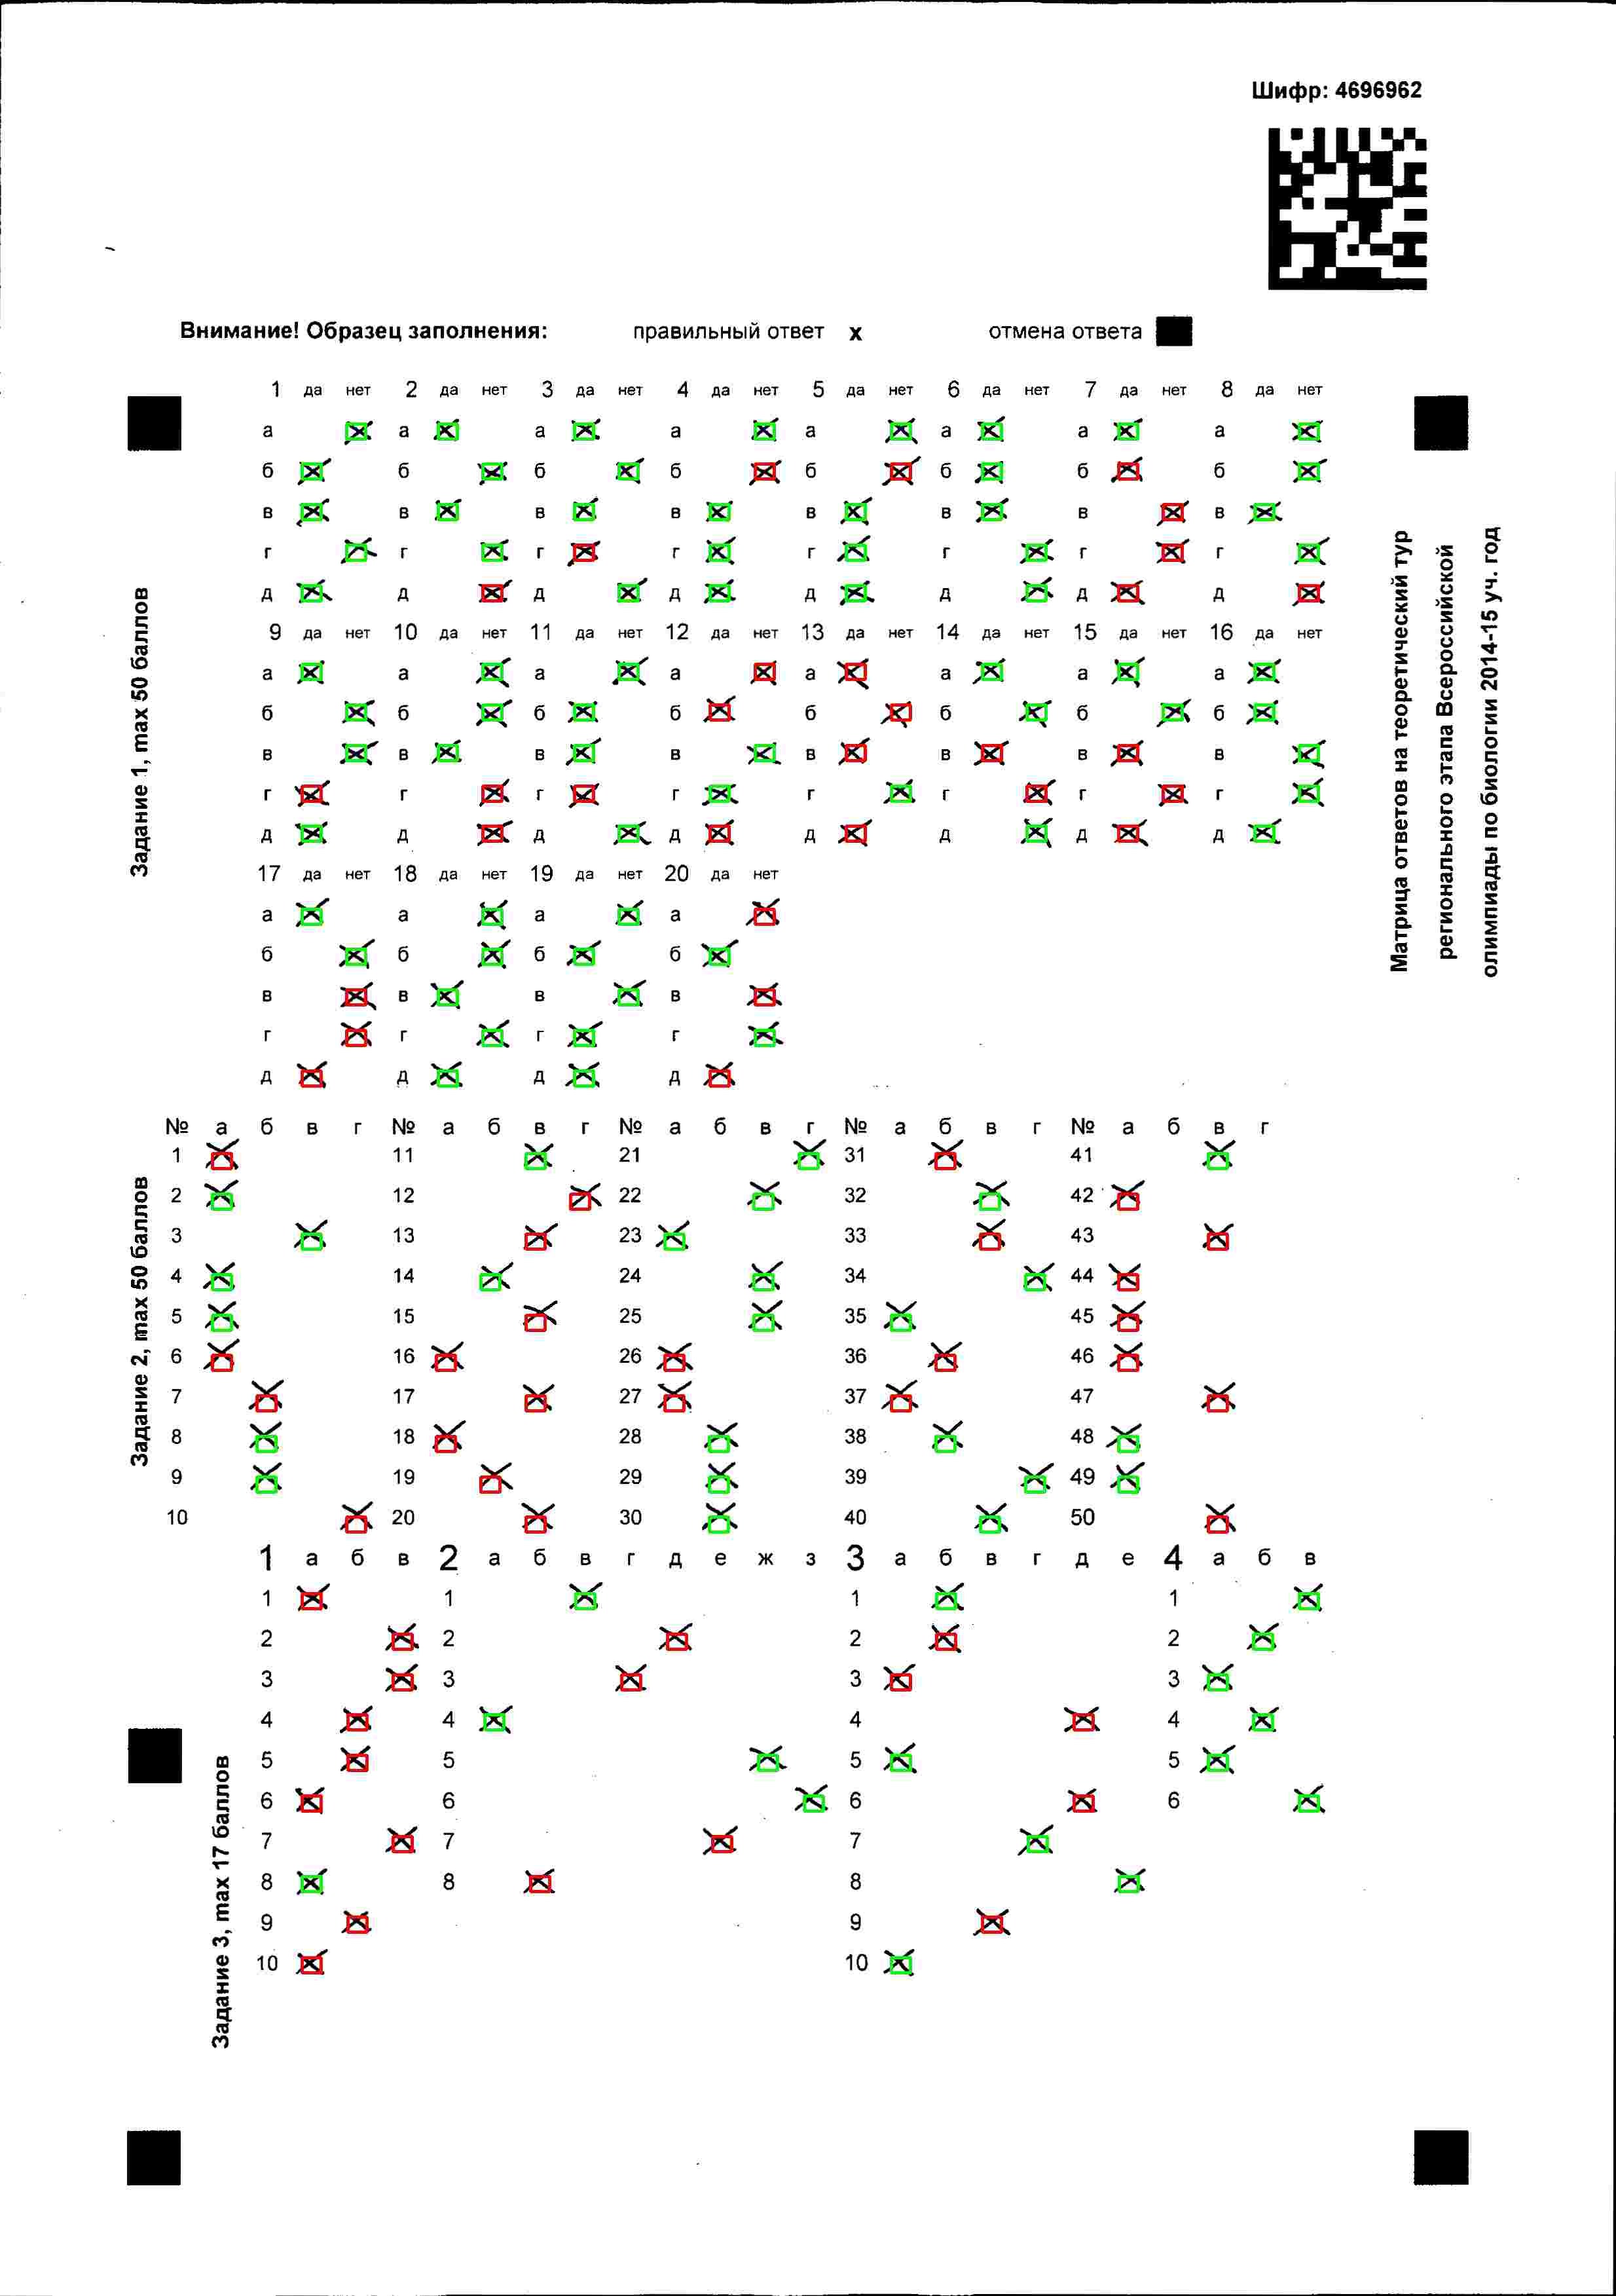 Шифр: 4696962
Внимание! Образец заполнения: правильный ответ x отмена ответа
1 да нет 2 да нет 3 да нет 4 да нет 5 да нет 6 да нет 7 да нет 8 да нет
а а а а а а а а
б б б б б б б б
в в в в в в в в
г г г г г г г г
д д д д д д д д
9 да нет 10 да нет 11 да нет 12 да нет 13 да нет 14 да нет 15 да нет 16 да нет
а а а а а а а а
б б б б б б б б
в в в в в в в в
г г г г г г г г
д д д д д д д д
17 да нет 18 да нет 19 да нет 20 да нет
а а а а
б б б б
в в в в
г г г г
д д д д
Задание 1, max 50 баллов
Матрица ответов на теоретический тур
регионального этапа Всероссийской
олимпиады по биологии 2014-15 уч. год
№ а б в г № а б в г № а б в г № а б в г № а б в г
1 11 21 31 41
2 12 22 32 42
3 13 23 33 43
4 14 24 34 44
5 15 25 35 45
6 16 26 36 46
7 17 27 37 47
8 18 28 38 48
9 19 29 39 49
10 20 30 40 50
Задание 2, max 50 баллов
1 а б в 2 а б в г д е ж з 3 а б в г д е 4 а б в
1 1 1 1
2 2 2 2
3 3 3 3
4 4 4 4
5 5 5 5
6 6 6 6
7 7 7
8 8 8
9 9
10 10
Задание 3, max 17 баллов